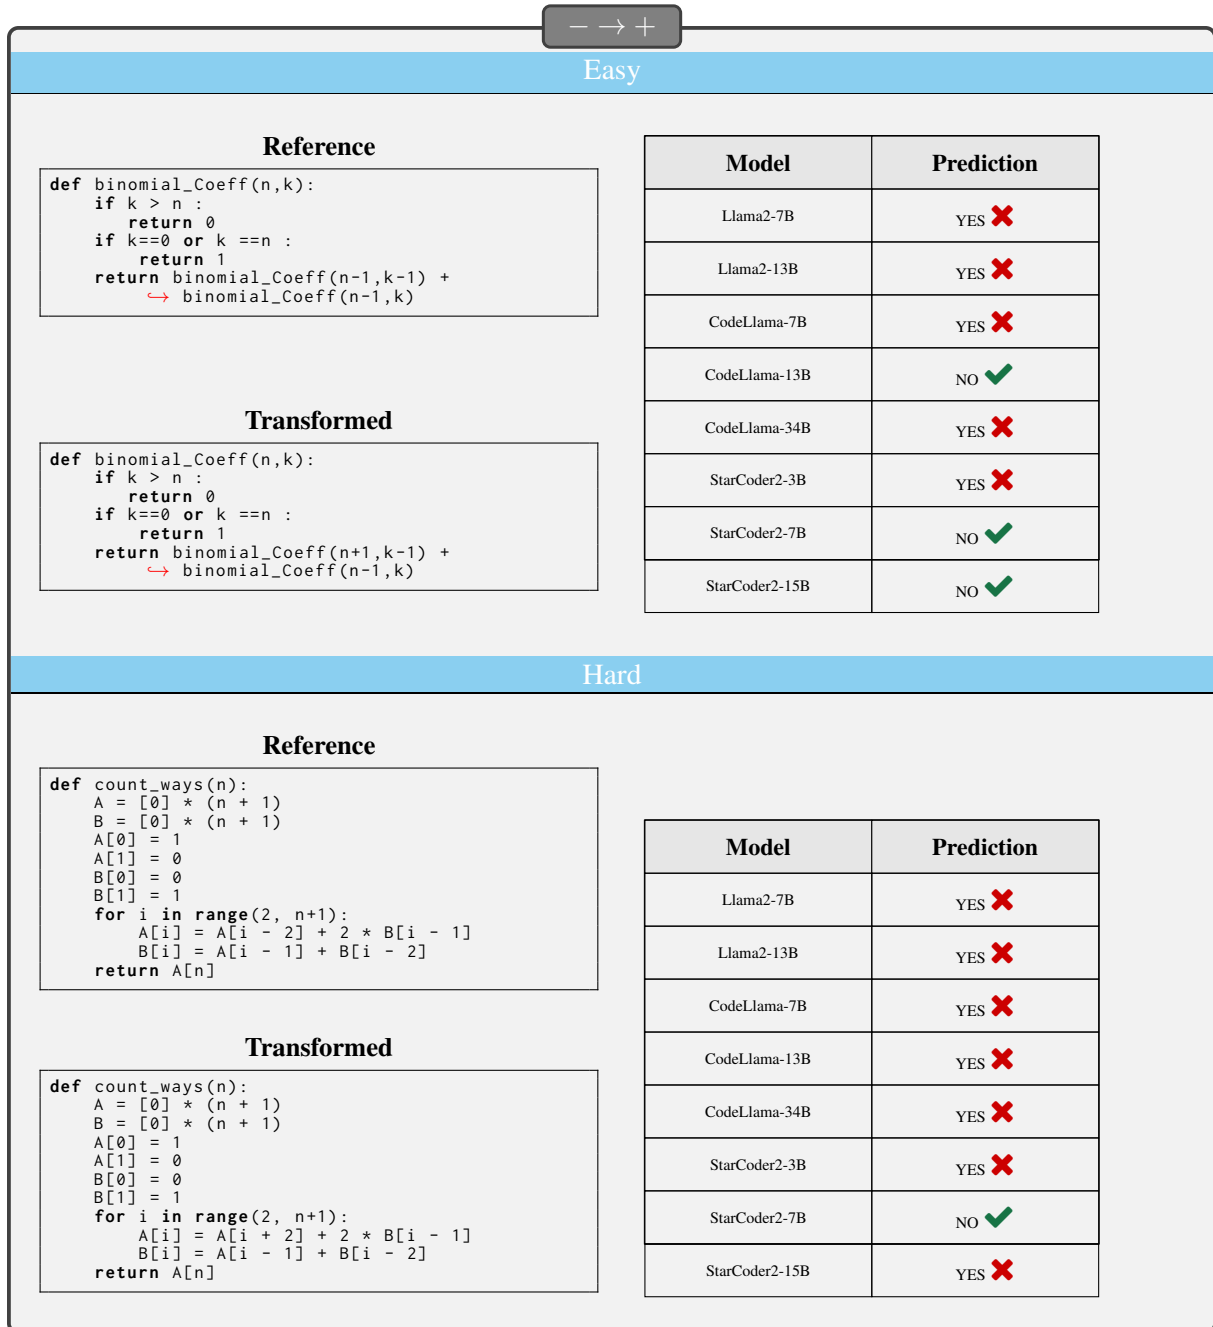 − → +
Easy
Reference
def binomial_Coeff(n,k):
    if k > n :
       return 0
    if k==0 or k ==n :
        return 1
    return binomial_Coeff(n-1,k-1) +
         ↪ binomial_Coeff(n-1,k)
Transformed
def binomial_Coeff(n,k):
    if k > n :
       return 0
    if k==0 or k ==n :
        return 1
    return binomial_Coeff(n+1,k-1) +
         ↪ binomial_Coeff(n-1,k)
Model Prediction
Llama2-7B YES ✖
Llama2-13B YES ✖
CodeLlama-7B YES ✖
CodeLlama-13B NO ✔
CodeLlama-34B YES ✖
StarCoder2-3B YES ✖
StarCoder2-7B NO ✔
StarCoder2-15B NO ✔
Hard
Reference
def count_ways(n):
    A = [0] * (n + 1)
    B = [0] * (n + 1)
    A[0] = 1
    A[1] = 0
    B[0] = 0
    B[1] = 1
    for i in range(2, n+1):
        A[i] = A[i - 2] + 2 * B[i - 1]
        B[i] = A[i - 1] + B[i - 2]
    return A[n]
Transformed
def count_ways(n):
    A = [0] * (n + 1)
    B = [0] * (n + 1)
    A[0] = 1
    A[1] = 0
    B[0] = 0
    B[1] = 1
    for i in range(2, n+1):
        A[i] = A[i + 2] + 2 * B[i - 1]
        B[i] = A[i - 1] + B[i - 2]
    return A[n]
Model Prediction
Llama2-7B YES ✖
Llama2-13B YES ✖
CodeLlama-7B YES ✖
CodeLlama-13B YES ✖
CodeLlama-34B YES ✖
StarCoder2-3B YES ✖
StarCoder2-7B NO ✔
StarCoder2-15B YES ✖